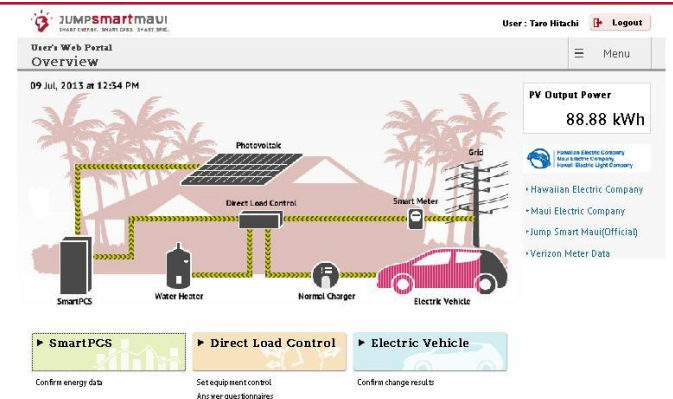 JUMPSmartMaui
SMART ENERGY. SMART GRID. SMART GRID.
User : Taro Hitachi
Logout
User's Web Portal
Overview
Menu
09 Jul, 2013 at 12:34 PM
PV Output Power
88.88 kWh
Photovoltaic
Grid
Direct Load Control
Smart Meter
SmartPCS
Water Heater
Normal Charger
Electric Vehicle
Hawaiian Electric Company
Maui Electric Company
Hawaii Electric Light Company
Hawaiian Electric Company
Maui Electric Company
Jump Smart Maui(Official)
Verizon Meter Data
SmartPCS
Direct Load Control
Electric Vehicle
Confirm energy data
Set equipment control
Confirm change results
Answer questionnaires